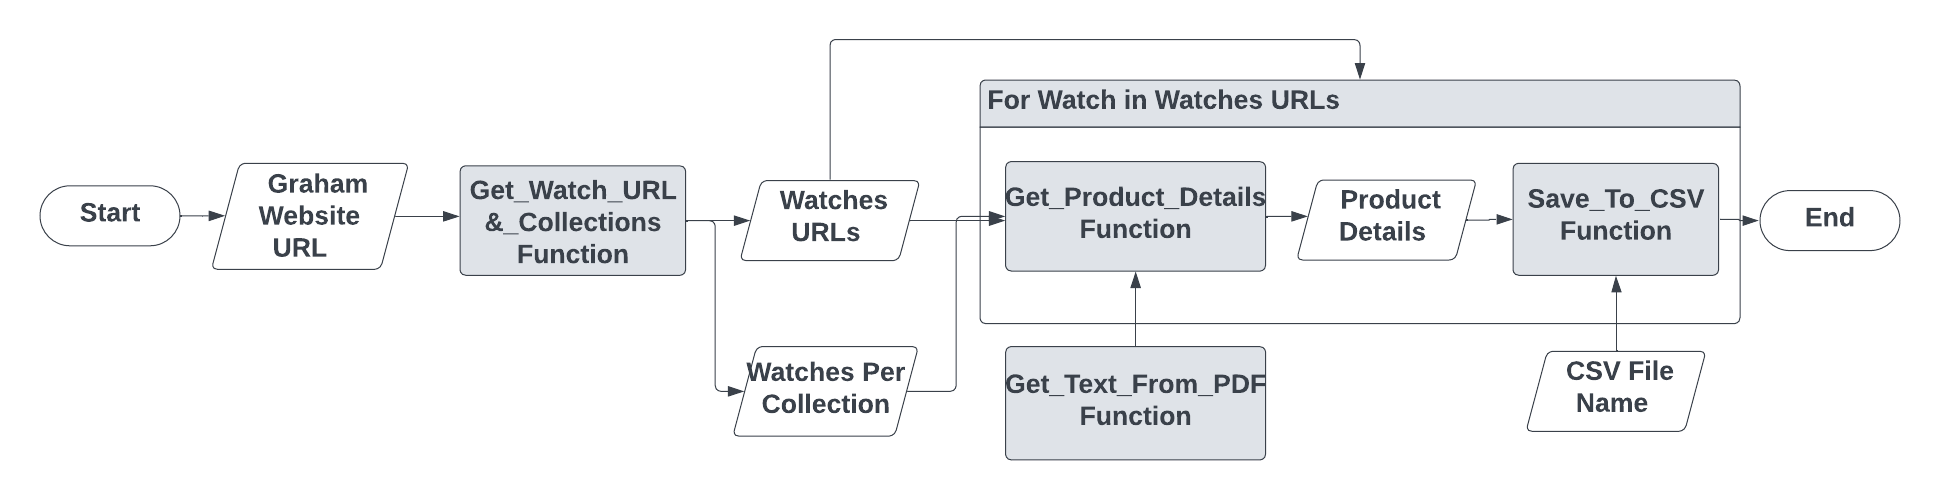 Start
Graham
Website
URL
Get_Watch_URL
&_Collections
Function
Watches
URLs
Watches Per
Collection
For Watch in Watches URLs
Get_Product_Details
Function
Product
Details
Save_To_CSV
Function
Get_Text_From_PDF
Function
CSV File
Name
End